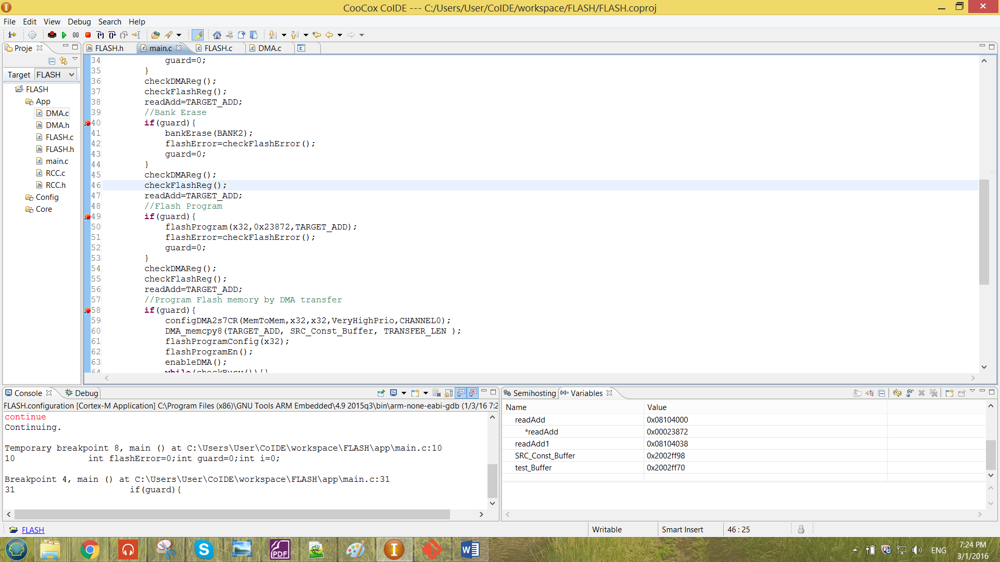 CooCox CoIDE --- C:/Users/User/CoIDE/workspace/FLASH/FLASH.coproj
File Edit View Debug Search Help
Proje
Target FLASH
FLASH
App
DMA.c
DMA.h
FLASH.c
FLASH.h
main.c
RCC.c
RCC.h
Config
Core
FLASH.h main.c FLASH.c DMA.c
34 guard=0;
35 }
36 checkDMAReg();
37 checkFlashReg();
38 readAdd=TARGET_ADD;
39 //Bank Erase
40 if(guard){
41 bankErase(BANK2);
42 flashError=checkFlashError();
43 guard=0;
44 }
45 checkDMAReg();
46 checkFlashReg();
47 readAdd=TARGET_ADD;
48 //Flash Program
49 if(guard){
50 flashProgram(x32,0x23872,TARGET_ADD);
51 flashError=checkFlashError();
52 guard=0;
53 }
54 checkDMAReg();
55 checkFlashReg();
56 readAdd=TARGET_ADD;
57 //Program Flash memory by DMA transfer
58 if(guard){
59 configDMA2s7CR(MemToMem,x32,x32,VeryHighPrio,CHANNEL0);
60 DMA_memcpy8(TARGET_ADD, SRC_Const_Buffer, TRANSFER_LEN );
61 flashProgramConfig(x32);
62 flashProgramEn();
63 enableDMA();
64 while(checkBusy()){}
Console Debug
FLASH.configuration [Cortex-M Application] C:\Program Files (x86)\GNU Tools ARM Embedded\4.9 2015q3\bin\arm-none-eabi-gdb (1/3/16 7:2
continue
Continuing.
Temporary breakpoint 8, main () at C:\Users\User\CoIDE\workspace\FLASH\app\main.c:10
10 int flashError=0;int guard=0;int i=0;
Breakpoint 4, main () at C:\Users\User\CoIDE\workspace\FLASH\app\main.c:31
31 if(guard){
Semihosting Variables
Name Value
readAdd 0x08104000
*readAdd 0x00023872
readAdd1 0x08104038
SRC_Const_Buffer 0x2002ff98
test_Buffer 0x2002ff70
FLASH
Writable Smart Insert 46 : 25
PDF
ENG
7:24 PM
3/1/2016